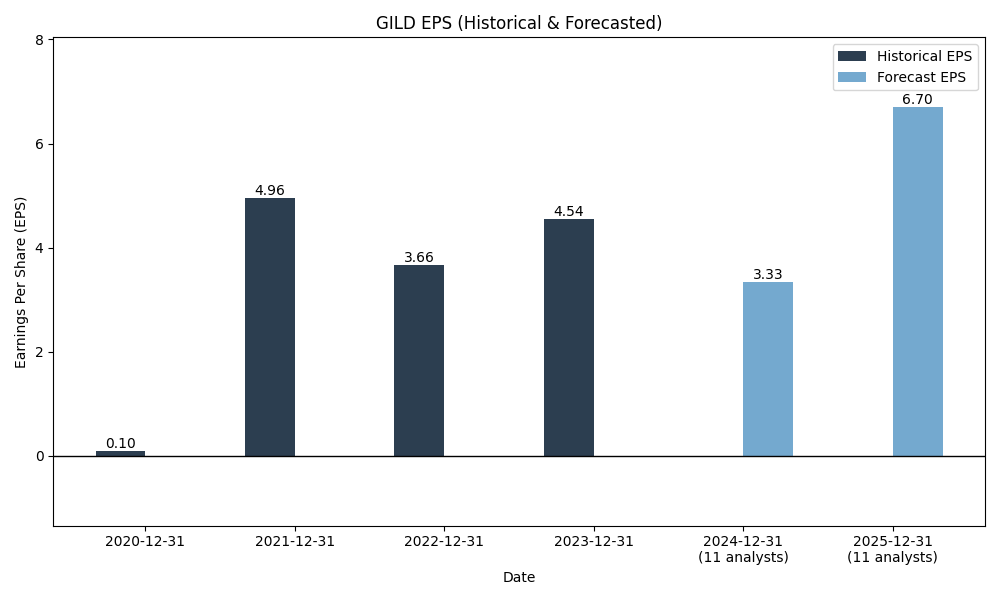 GILD EPS (Historical & Forecasted)
Historical EPS
Forecast EPS
Earnings Per Share (EPS)
8
6
4
2
0
0.10
4.96
3.66
4.54
3.33
6.70
2020-12-31
2021-12-31
2022-12-31
2023-12-31
2024-12-31
(11 analysts)
2025-12-31
(11 analysts)
Date